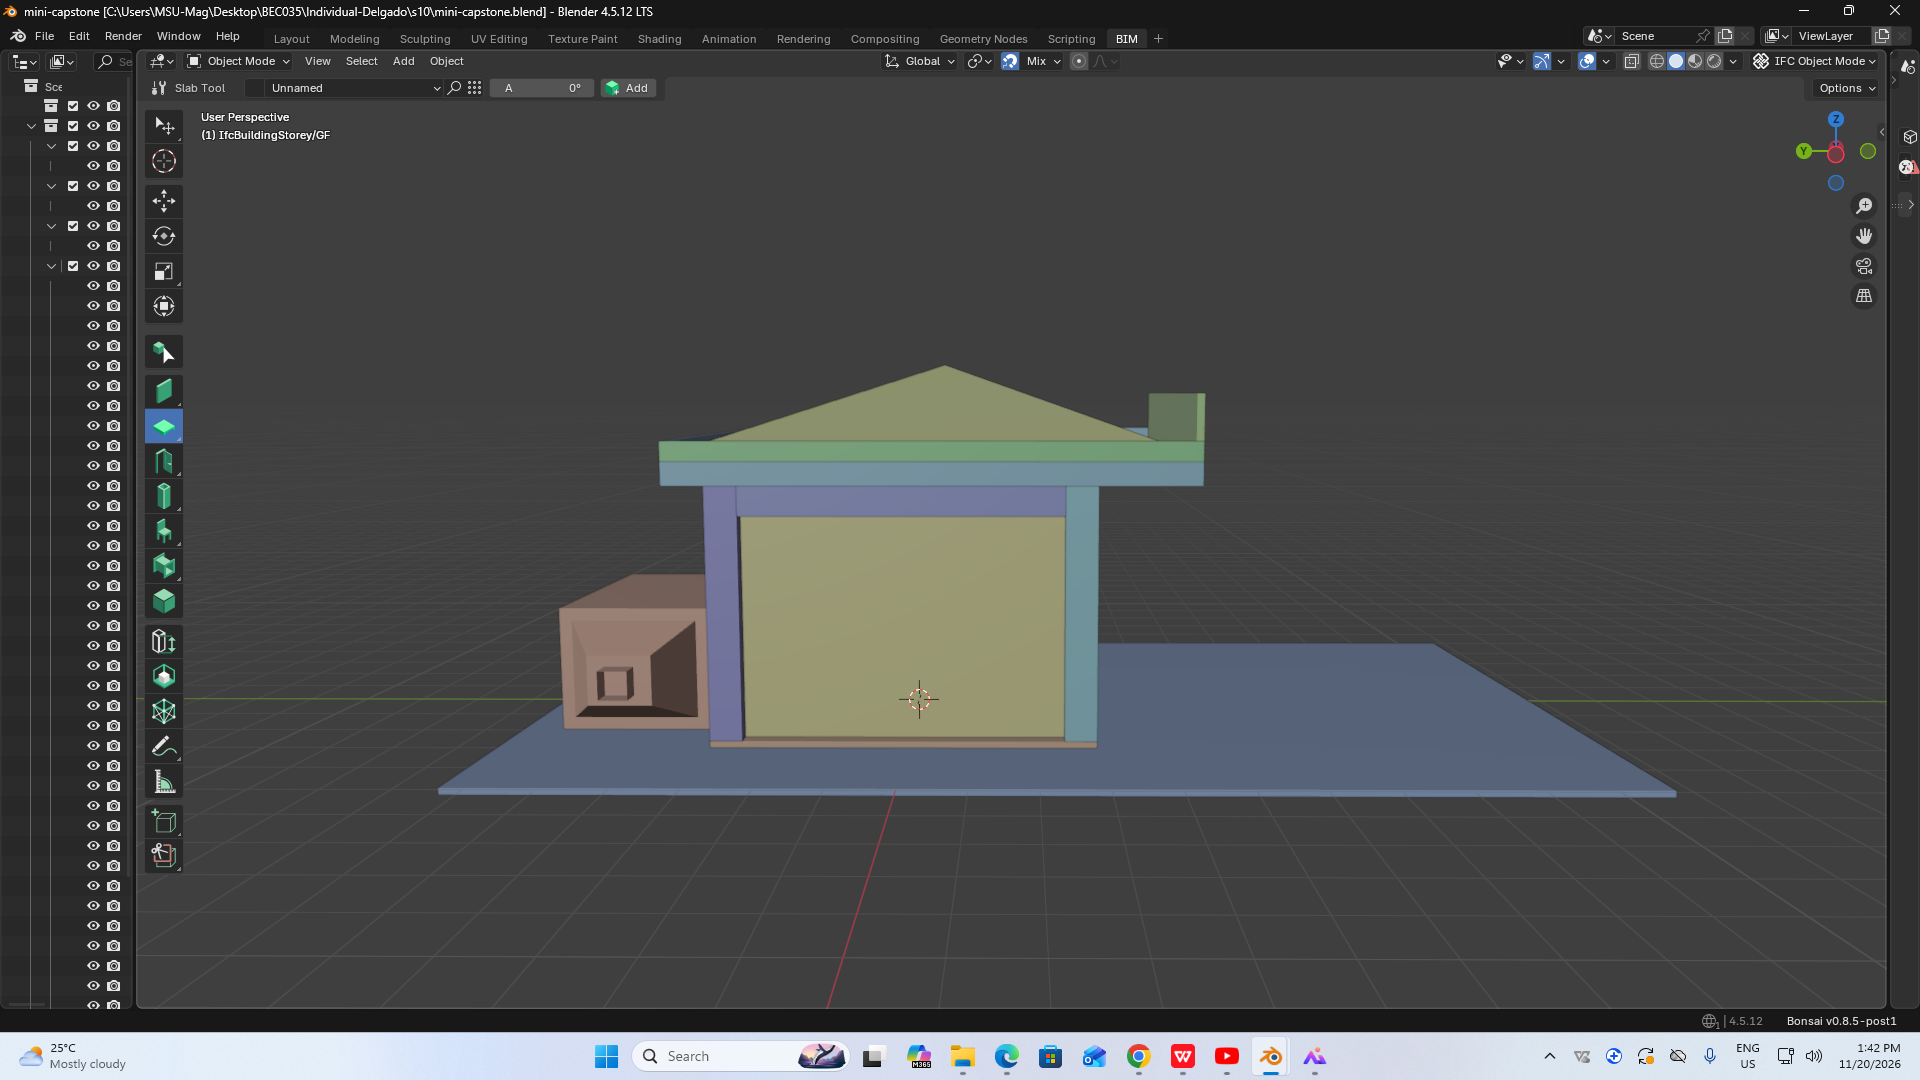 mini-capstone [C:\Users\MSU-Mag\Desktop\BEC035\Individual-Delgado\s10\mini-capstone.blend] - Blender 4.5.12 LTS
File Edit Render Window Help
Layout Modeling Sculpting UV Editing Texture Paint Shading Animation Rendering Compositing Geometry Nodes Scripting BIM
Scene
ViewLayer
Se
Object Mode View Select Add Object
Global
Mix
IFC Object Mode
Sce
Slab Tool
Unnamed
A 0°
Add
Options
User Perspective
(1) IfcBuildingStorey/GF
Z
Y
4.5.12
Bonsai v0.8.5-post1
25°C
Mostly cloudy
Search
M365
ENG
US
1:42 PM
11/20/2026